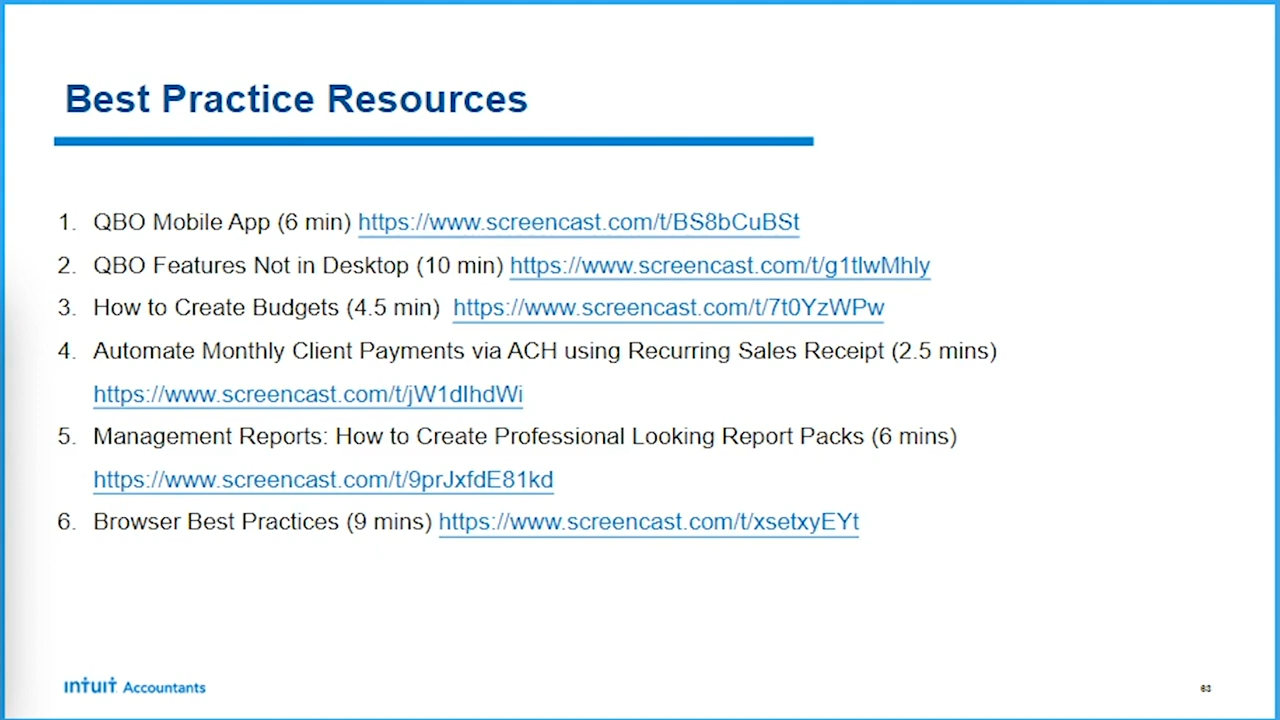 Best Practice Resources
1. QBO Mobile App (6 min) https://www.screencast.com/t/BS8bCuBSt
2. QBO Features Not in Desktop (10 min) https://www.screencast.com/t/g1tlwMhly
3. How to Create Budgets (4.5 min) https://www.screencast.com/t/7t0YzWPw
4. Automate Monthly Client Payments via ACH using Recurring Sales Receipt (2.5 mins)
https://www.screencast.com/t/jW1dIhdWi
5. Management Reports: How to Create Professional Looking Report Packs (6 mins)
https://www.screencast.com/t/9prJxfdE81kd
6. Browser Best Practices (9 mins) https://www.screencast.com/t/xsetxyEYt
intuit Accountants
63